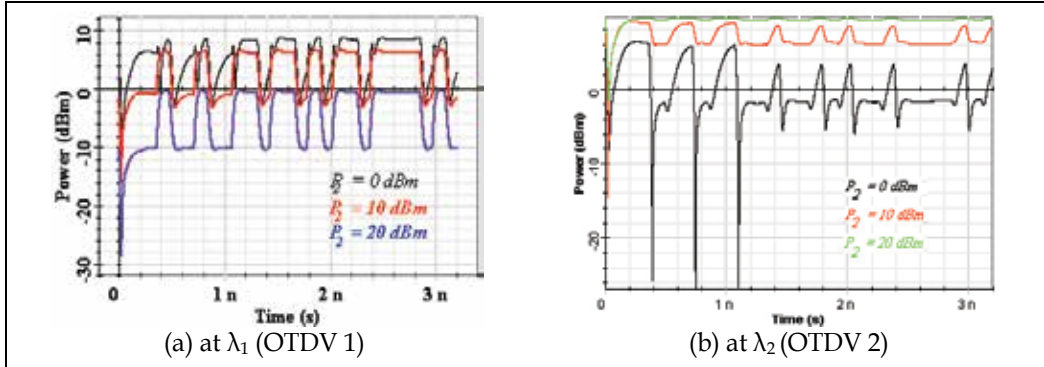 10
0
-10
-20
-30
Power (dBm)
P2 = 0 dBm
P2 = 10 dBm
P2 = 20 dBm
0
1 n
2 n
3 n
Time (s)
(a) at λ1 (OTDV 1)
0
-20
Power (dBm)
P2 = 0 dBm
P2 = 10 dBm
P2 = 20 dBm
0
1 n
2 n
3 n
Time (s)
(b) at λ2 (OTDV 2)